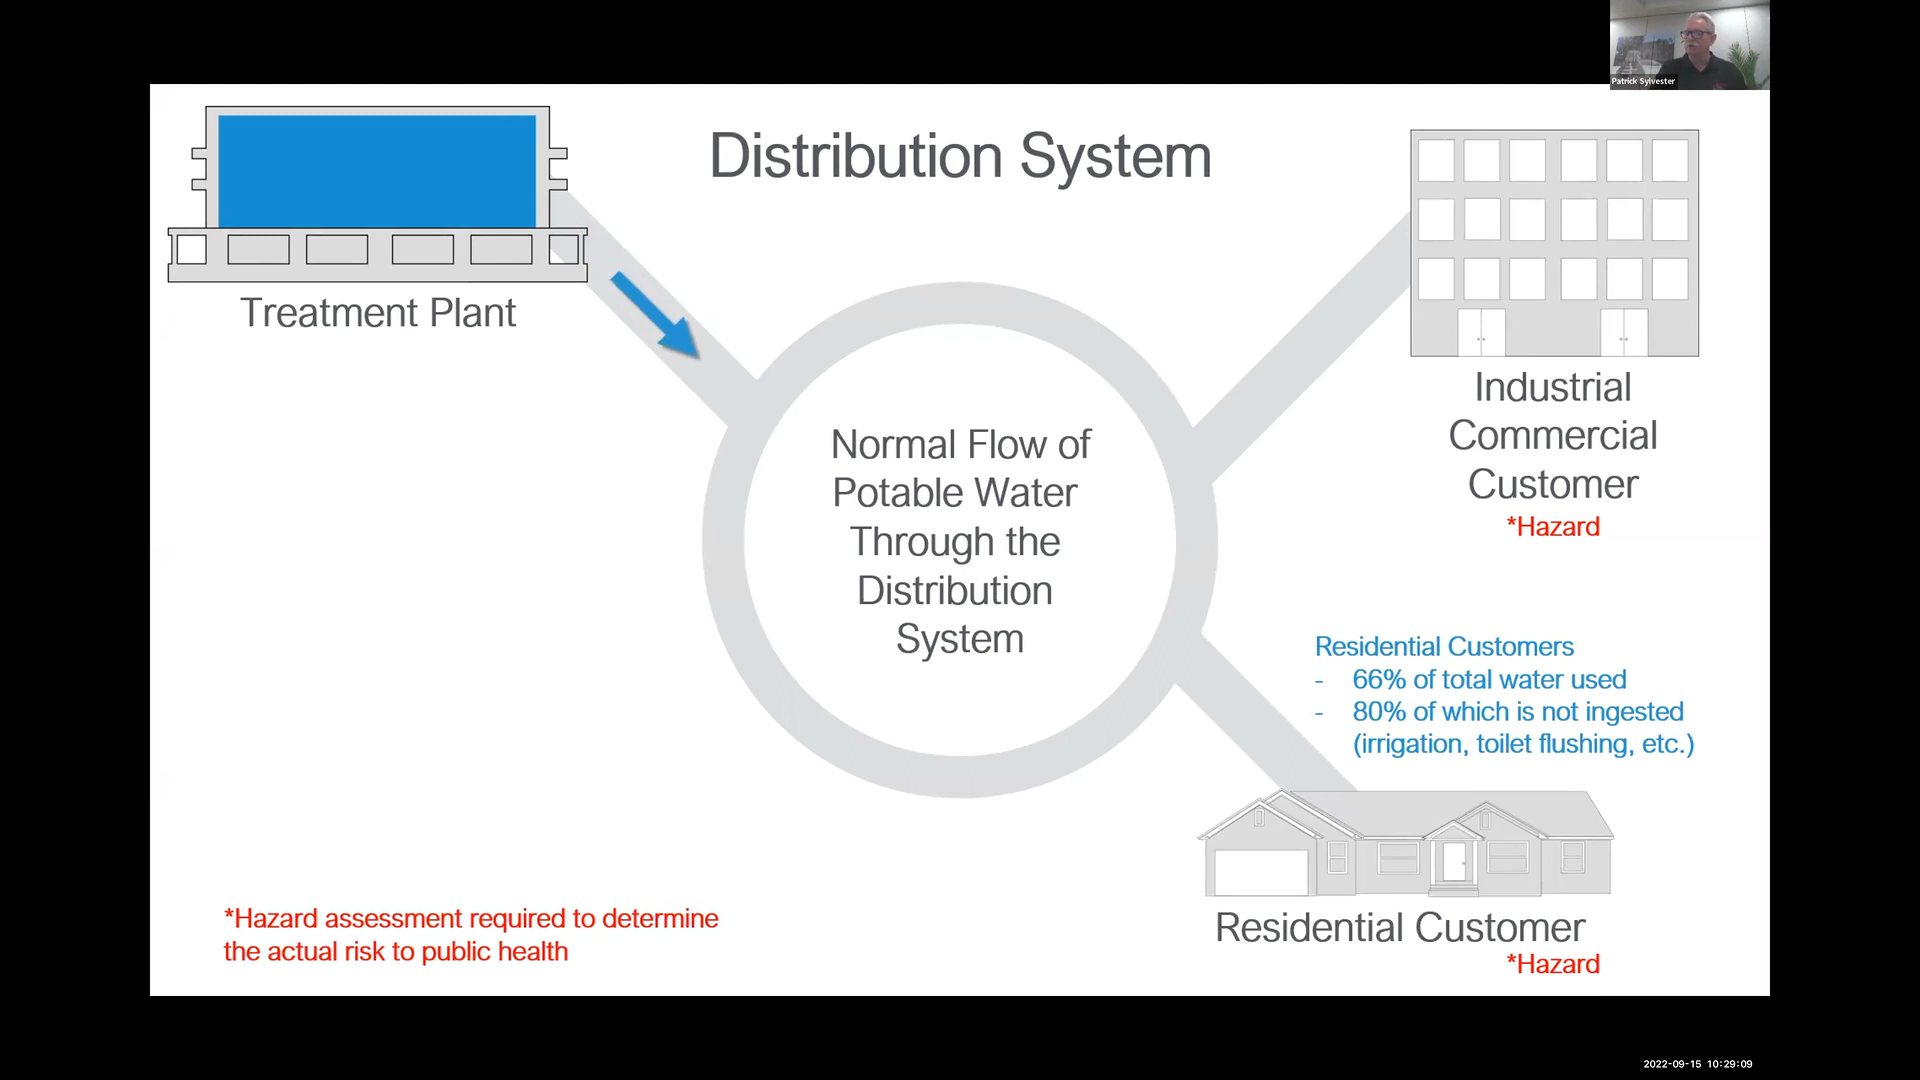 Patrick Sylvester
Distribution System
Treatment Plant
Industrial
Commercial
Customer
*Hazard
Normal Flow of
Potable Water
Through the
Distribution
System
Residential Customers
- 66% of total water used
- 80% of which is not ingested
(irrigation, toilet flushing, etc.)
*Hazard assessment required to determine
the actual risk to public health
Residential Customer
*Hazard
2022-09-15 10:29:09